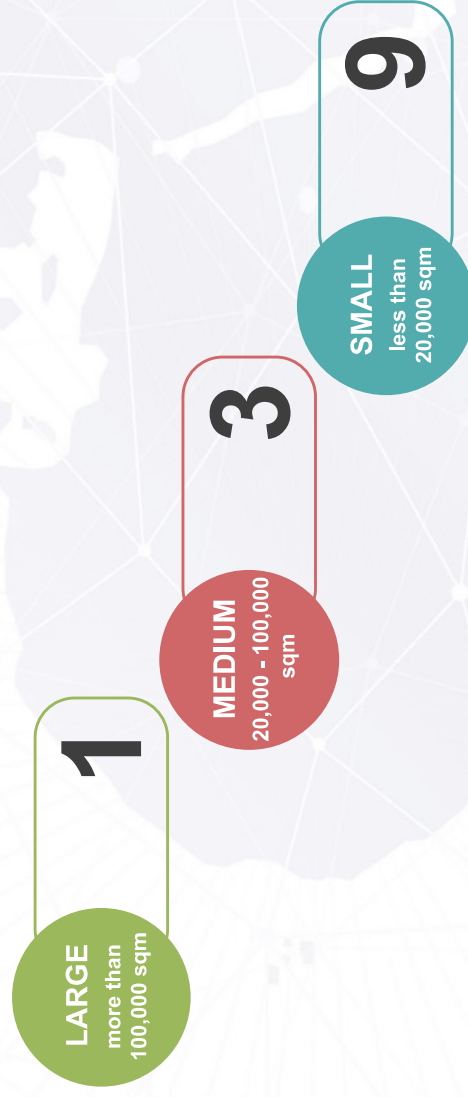 LARGE
more than
100,000 sqm
1
MEDIUM
20,000 - 100,000
sqm
3
SMALL
less than
20,000 sqm
9